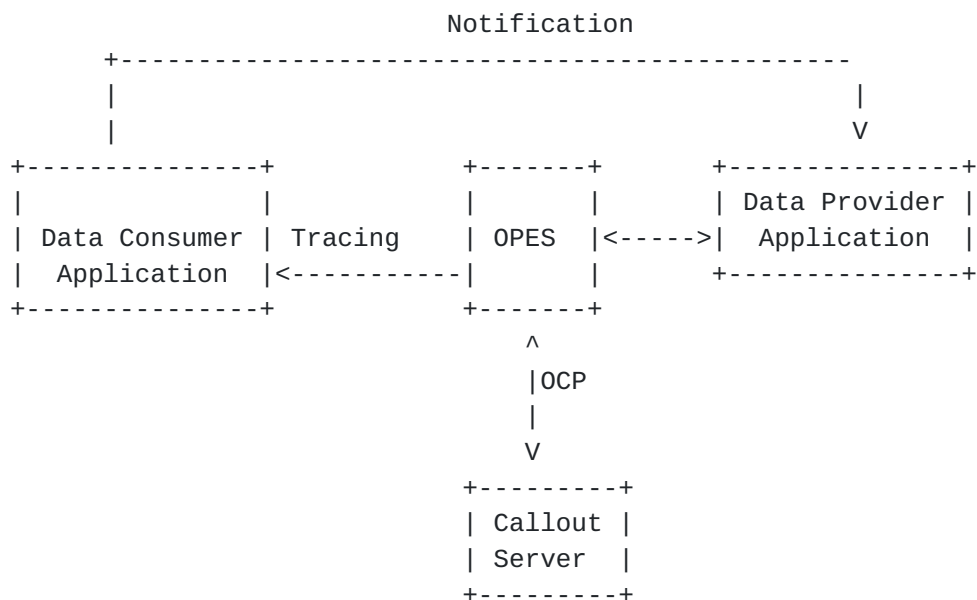 Notification
Data Provider
Data Consumer Tracing OPES Application
Application
OCP
Callout
Server